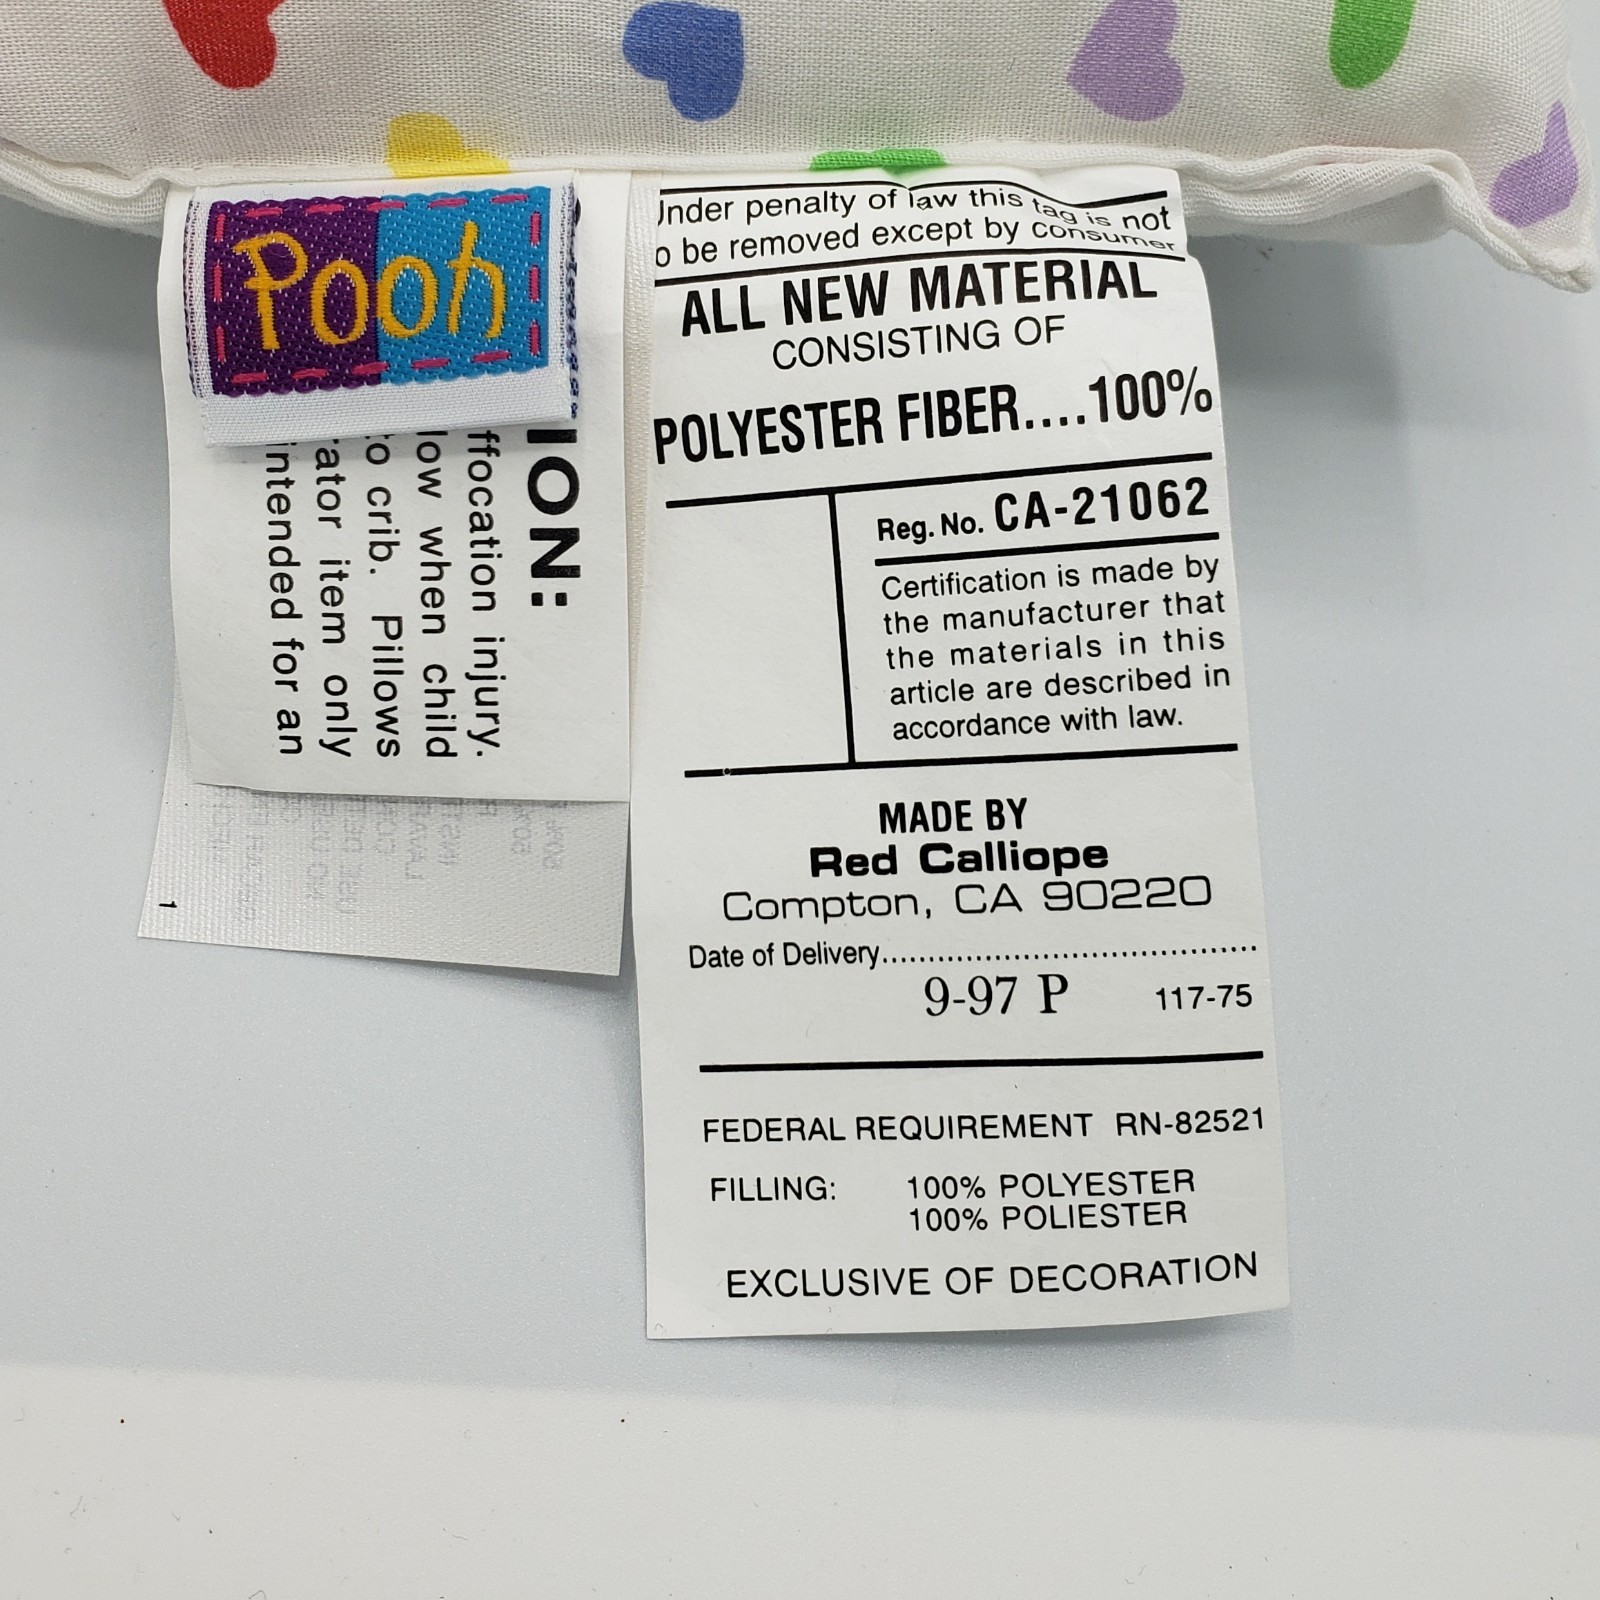 Pooh
ION:
ffocation injury.
low when child
to crib. Pillows
rator item only
intended for an
1
Under penalty of law this tag is not
o be removed except by consumer
ALL NEW MATERIAL
CONSISTING OF
POLYESTER FIBER....100%
Reg. No. CA-21062
Certification is made by
the manufacturer that
the materials in this
article are described in
accordance with law.
MADE BY
Red Calliope
Compton, CA 90220
Date of Delivery........................................
9-97 P 117-75
FEDERAL REQUIREMENT RN-82521
FILLING: 100% POLYESTER
100% POLIESTER
EXCLUSIVE OF DECORATION